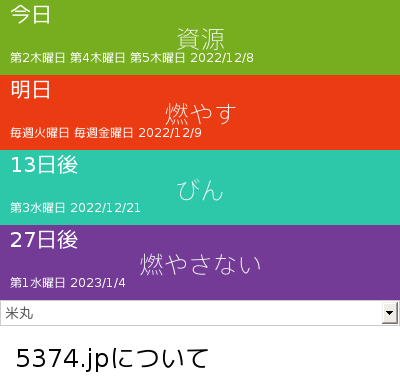 今日
資源
第2木曜日 第4木曜日 第5木曜日 2022/12/8
明日
燃やす
毎週火曜日 毎週金曜日 2022/12/9
13日後
びん
第3水曜日 2022/12/21
27日後
燃やさない
第1水曜日 2023/1/4
米丸
5374.jpについて